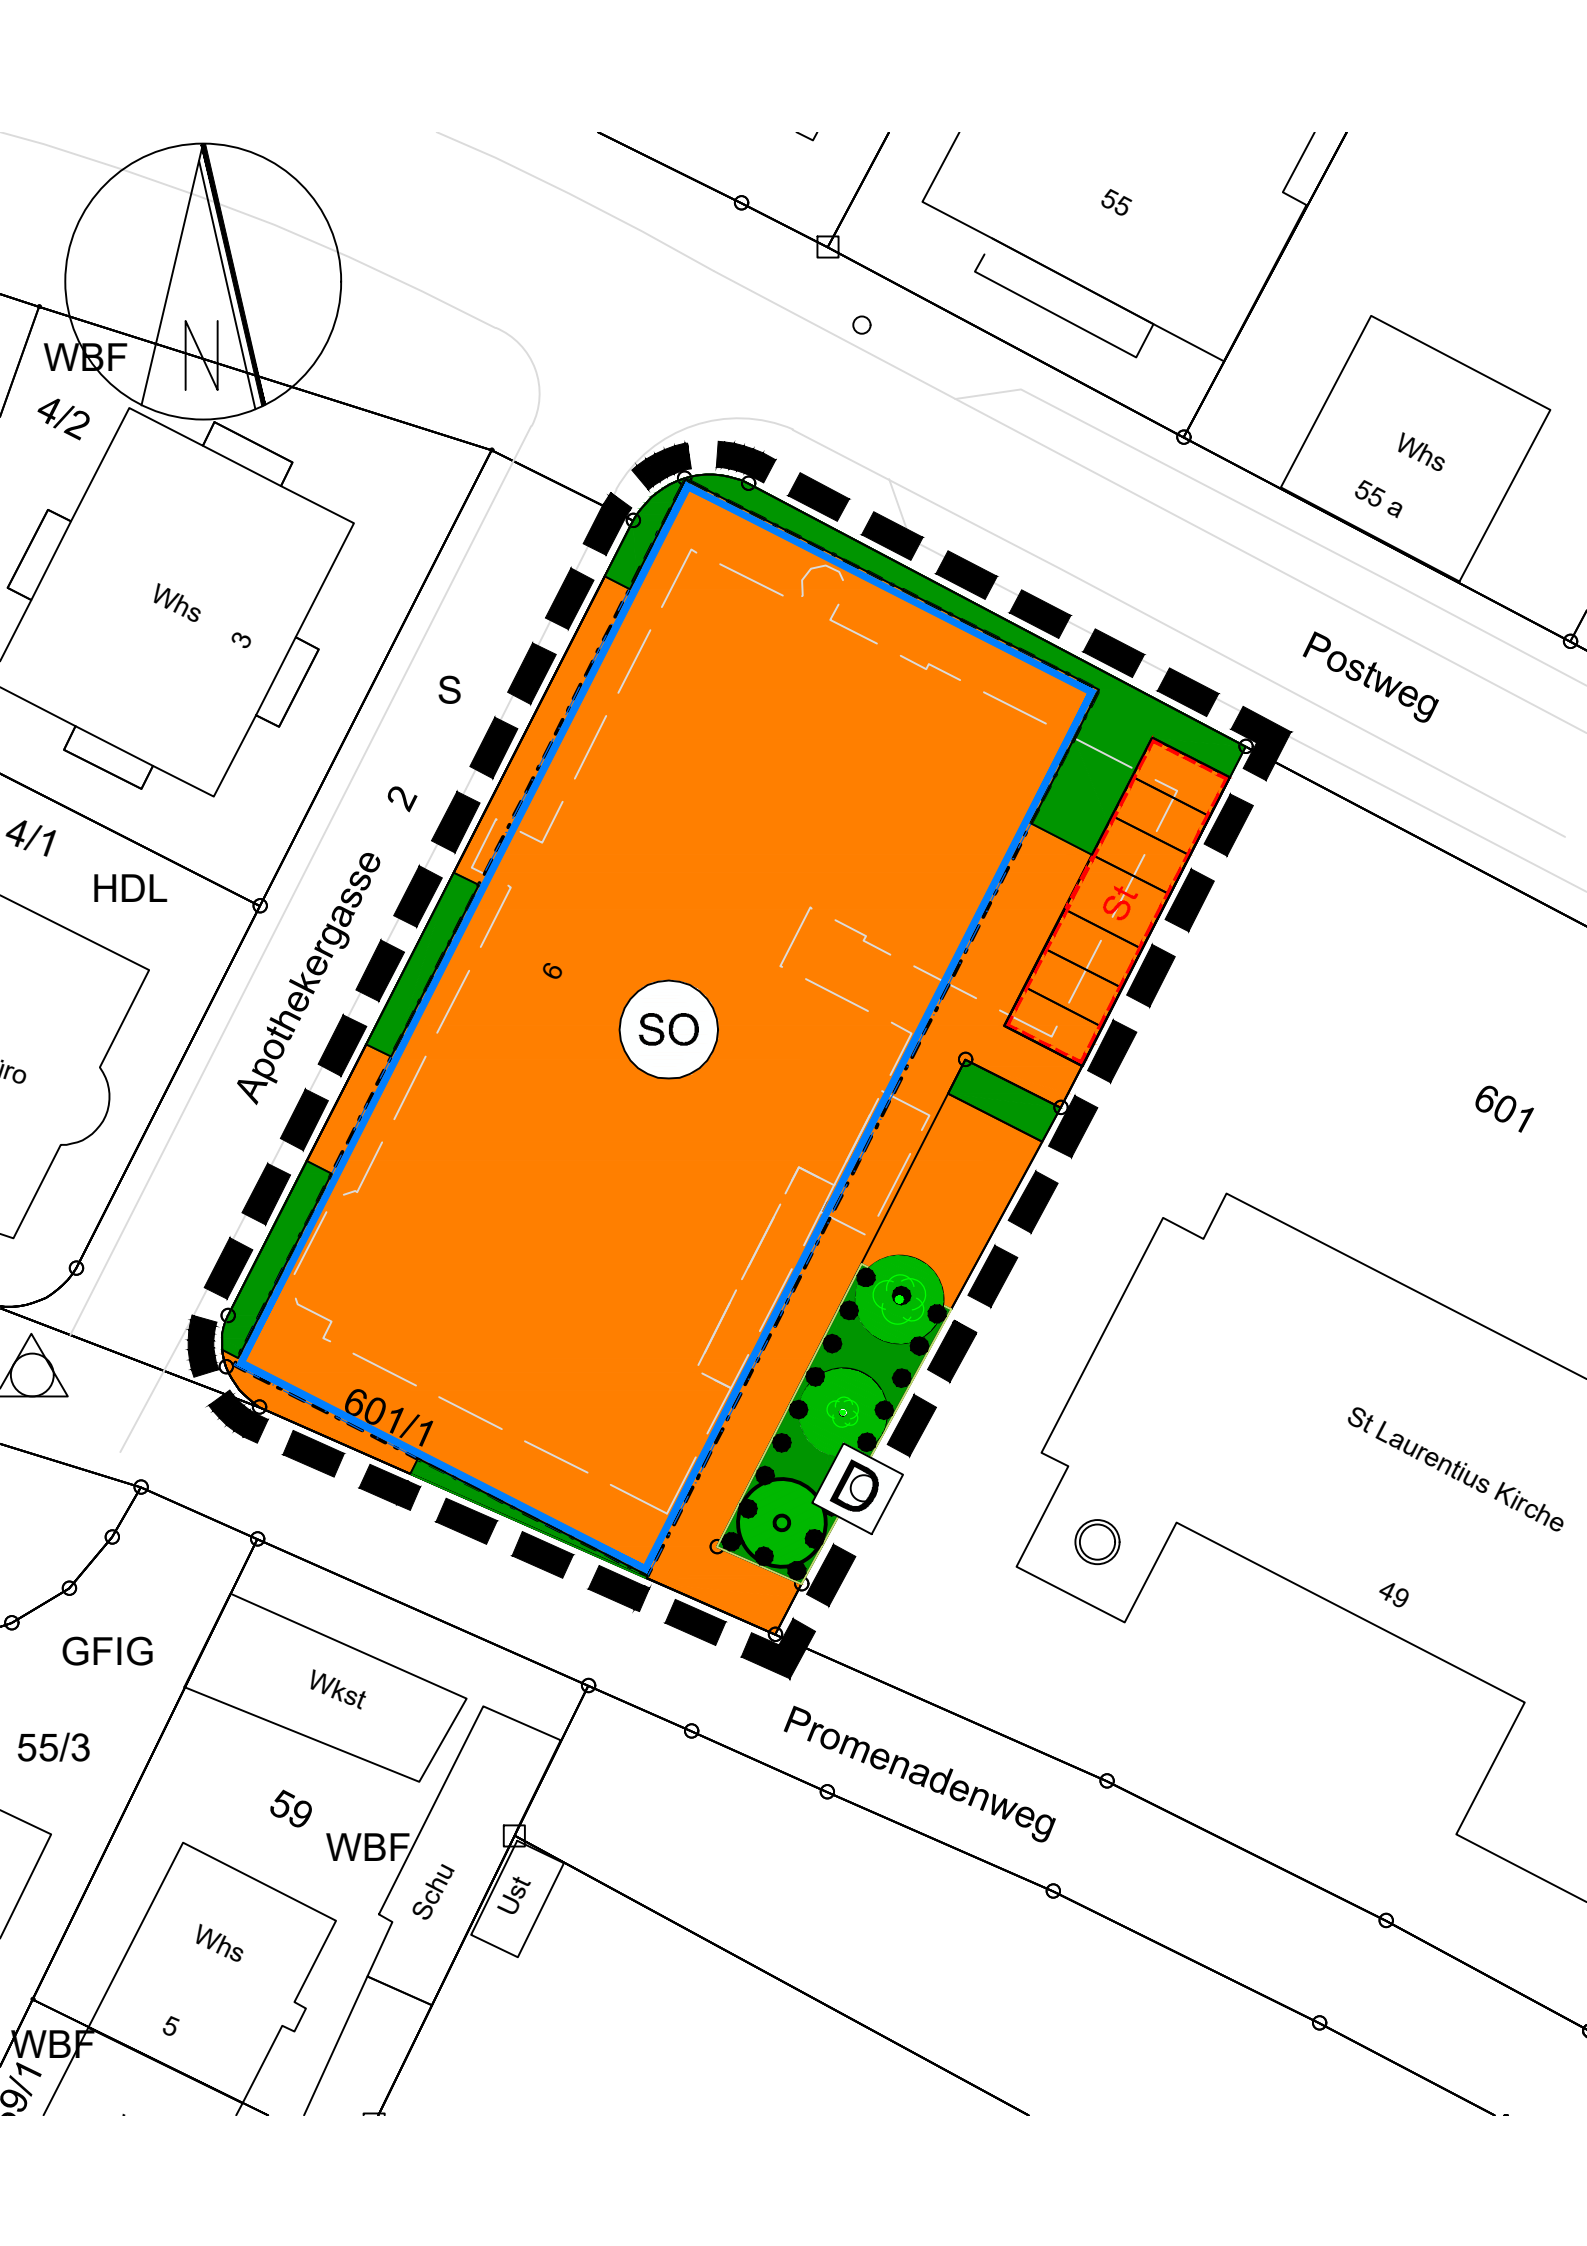 N
55
WBF
4/2
Whs
55 a
Whs
3
Postweg
S
2
4/1
HDL
St
Apothekergasse
6
SO
601
601/1
St Laurentius Kirche
D
49
GFIG
Wkst
Promenadenweg
55/3
59
WBF
Schu
Ust
Whs
5
WBF